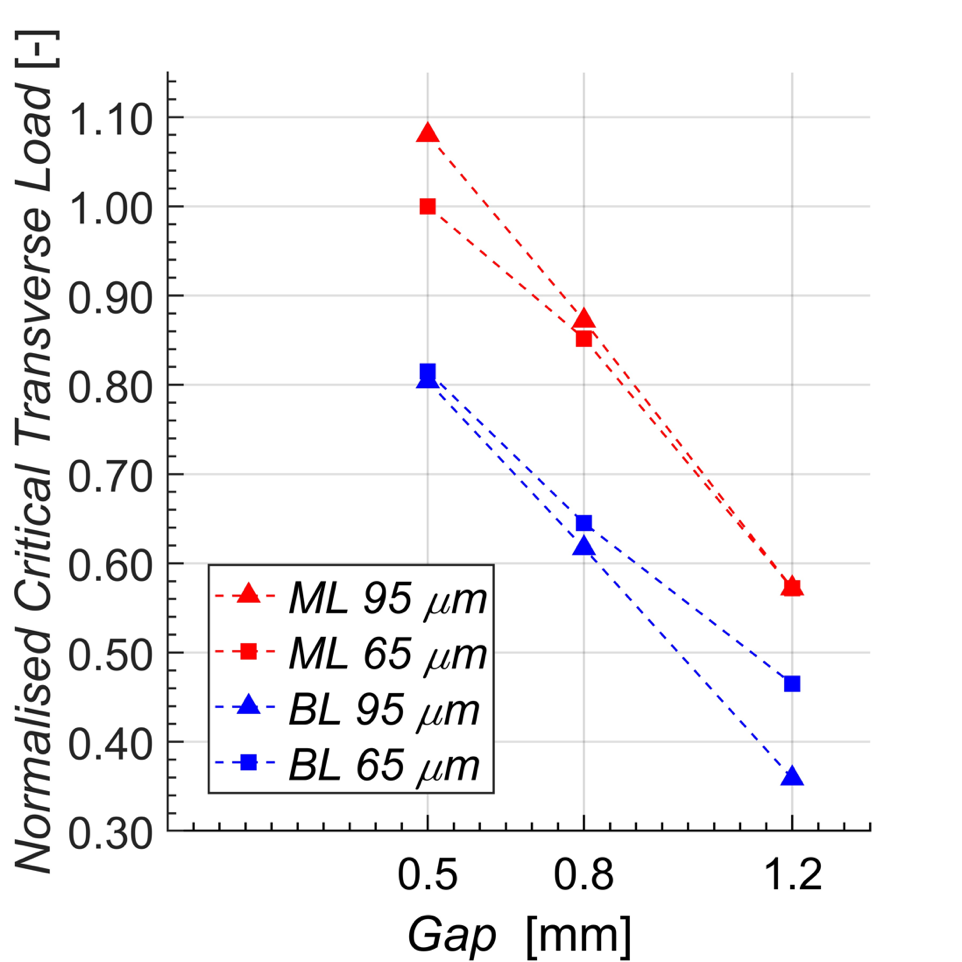 Normalised Critical Transverse Load [-]
1.10
1.00
0.90
0.80
0.70
0.60
0.50
0.40
0.30
ML 95 μm
ML 65 μm
BL 95 μm
BL 65 μm
0.5 0.8 1.2
Gap [mm]